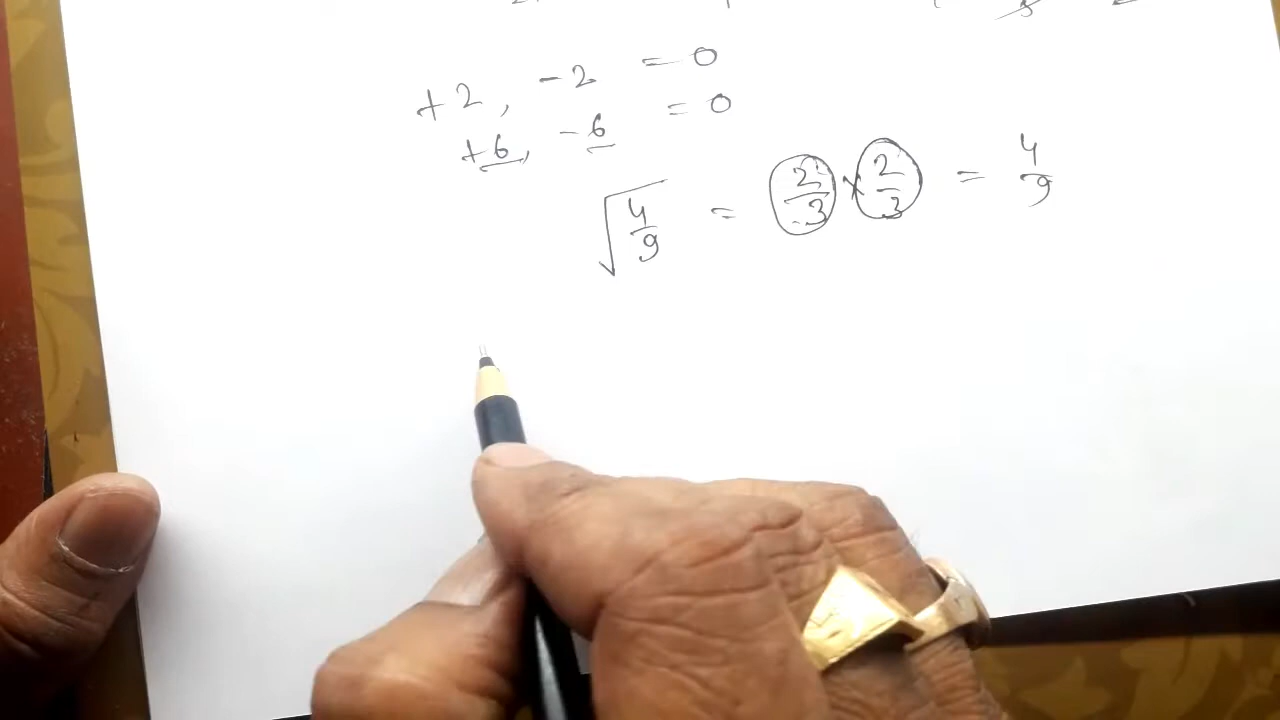 +2, -2 = 0
+6, -6 = 0
√4/9 = 2/3 × 2/3 = 4/9